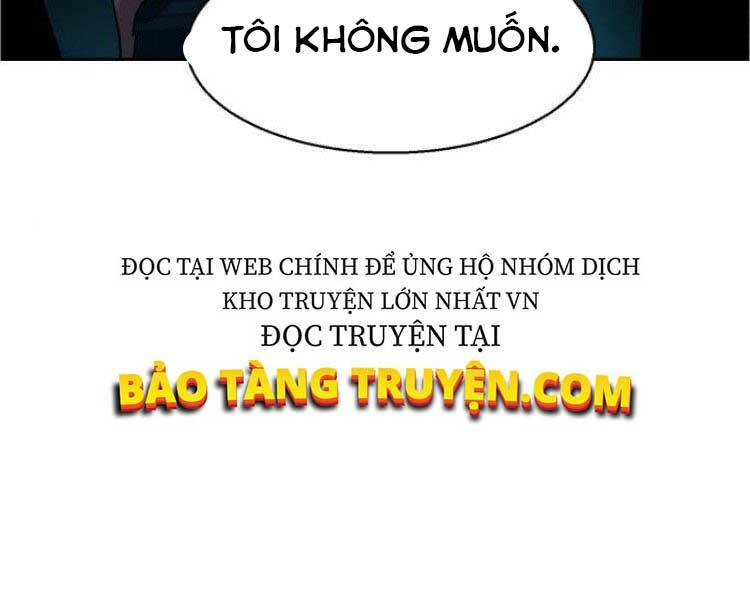 TÔI KHÔNG MUỐN.
ĐỌC TẠI WEB CHÍNH ĐỂ ỦNG HỘ NHÓM DỊCH
KHO TRUYỆN LỚN NHẤT VN
ĐỌC TRUYỆN TẠI
BẢO TÀNG TRUYỆN.COM